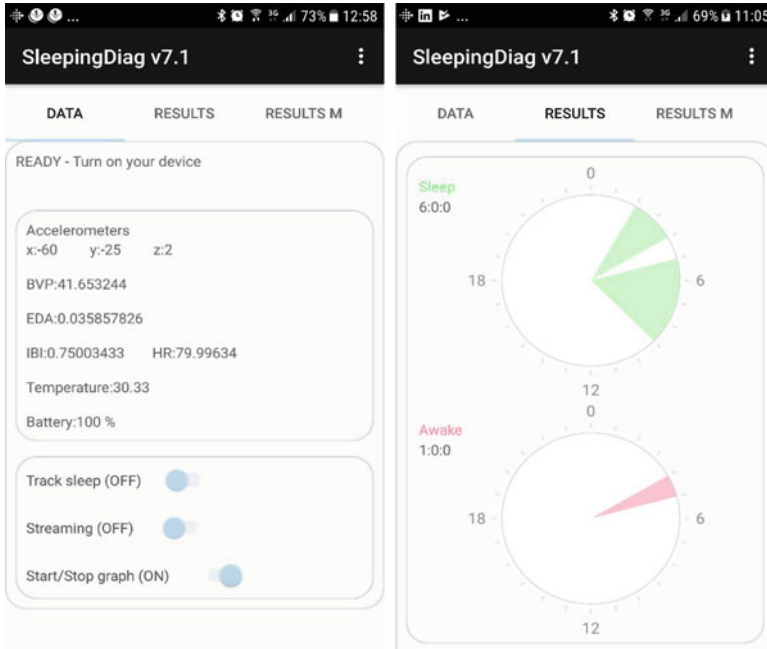 ... 3G 73% 12:58
SleepingDiag v7.1
DATA RESULTS RESULTS M
READY - Turn on your device
Accelerometers
x:-60 y:-25 z:2
BVP:41.653244
EDA:0.035857826
IBI:0.75003433 HR:79.99634
Temperature:30.33
Battery:100 %
Track sleep (OFF)
Streaming (OFF)
Start/Stop graph (ON)
in ... 3G 69% 11:05
SleepingDiag v7.1
DATA RESULTS RESULTS M
Sleep
6:0:0
0
18
6
12
Awake
1:0:0
0
18
6
12